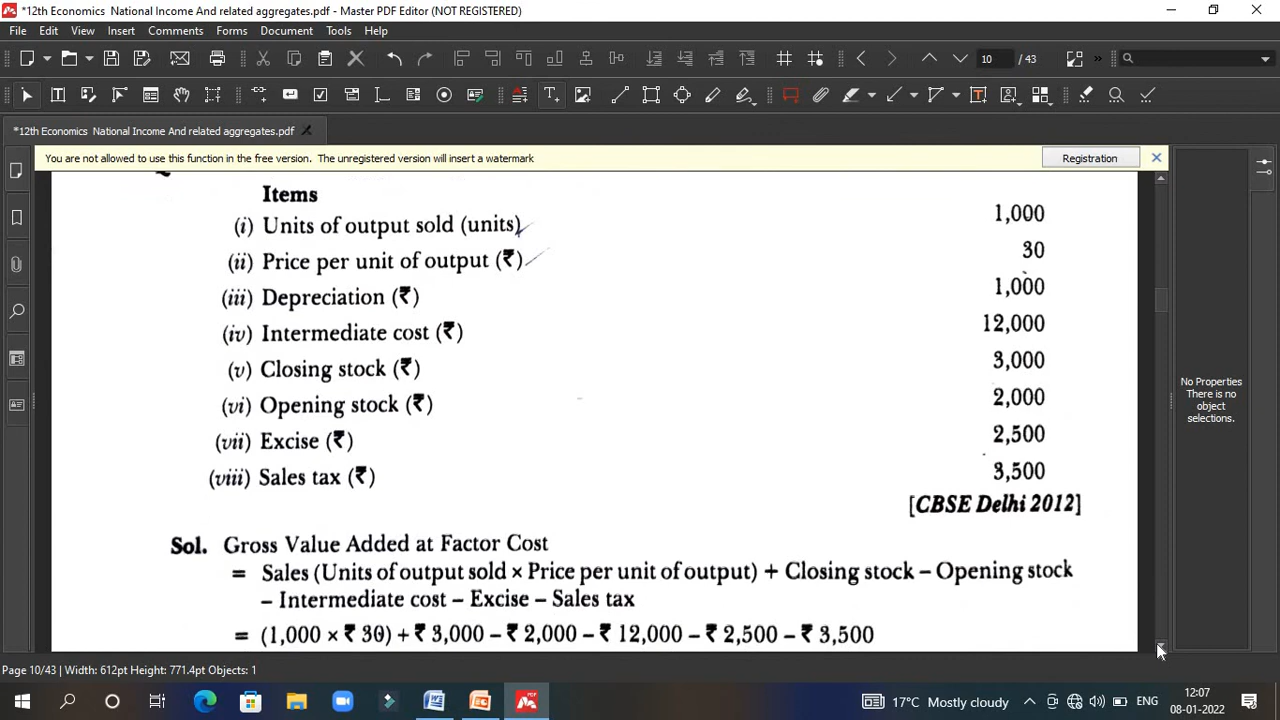 *12th Economics National Income And related aggregates.pdf - Master PDF Editor (NOT REGISTERED)
File Edit View Insert Comments Forms Document Tools Help
10 / 43
*12th Economics National Income And related aggregates.pdf
You are not allowed to use this function in the free version. The unregistered version will insert a watermark
Registration
Items
(i) Units of output sold (units) 1,000
(ii) Price per unit of output (₹) 30
(iii) Depreciation (₹) 1,000
(iv) Intermediate cost (₹) 12,000
(v) Closing stock (₹) 3,000
(vi) Opening stock (₹) 2,000
(vii) Excise (₹) 2,500
(viii) Sales tax (₹) 3,500
[CBSE Delhi 2012]
Sol. Gross Value Added at Factor Cost
= Sales (Units of output sold × Price per unit of output) + Closing stock – Opening stock
– Intermediate cost – Excise – Sales tax
= (1,000 × ₹ 30) + ₹ 3,000 – ₹ 2,000 – ₹ 12,000 – ₹ 2,500 – ₹ 3,500
No Properties
There is no
object
selections.
Page 10/43 | Width: 612pt Height: 771.4pt Objects: 1
17°C Mostly cloudy
ENG
12:07
08-01-2022